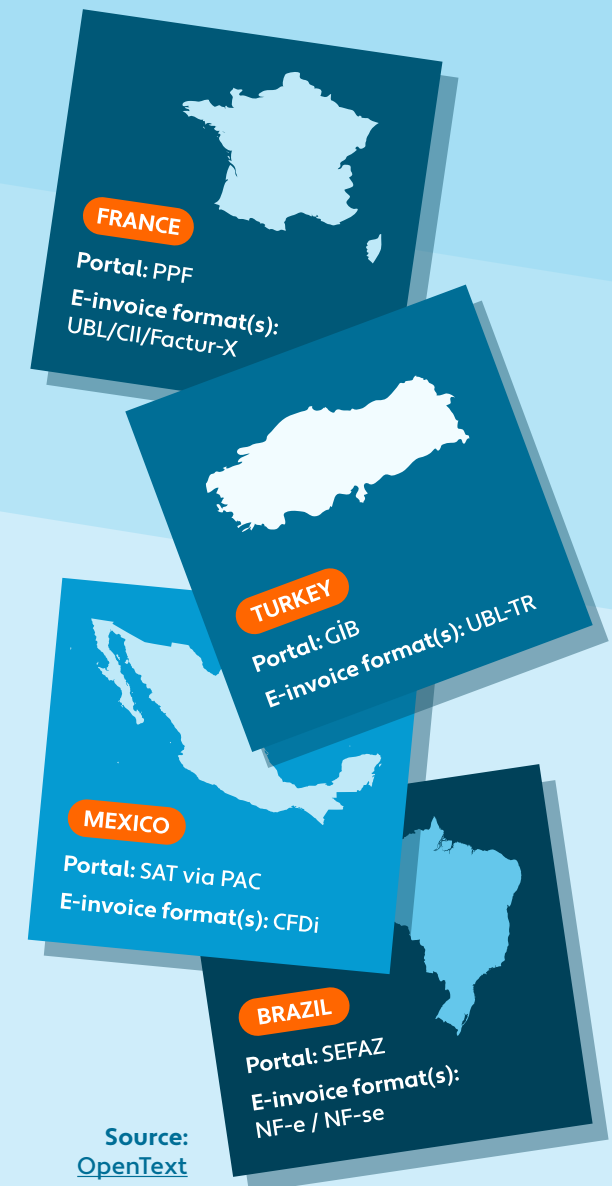 FRANCE
Portal: PPF
E-invoice format(s):
UBL/CII/Factur-X
TURKEY
Portal: GİB
E-invoice format(s): UBL-TR
MEXICO
Portal: SAT via PAC
E-invoice format(s): CFDi
BRAZIL
Portal: SEFAZ
E-invoice format(s):
NF-e / NF-se
Source:
OpenText